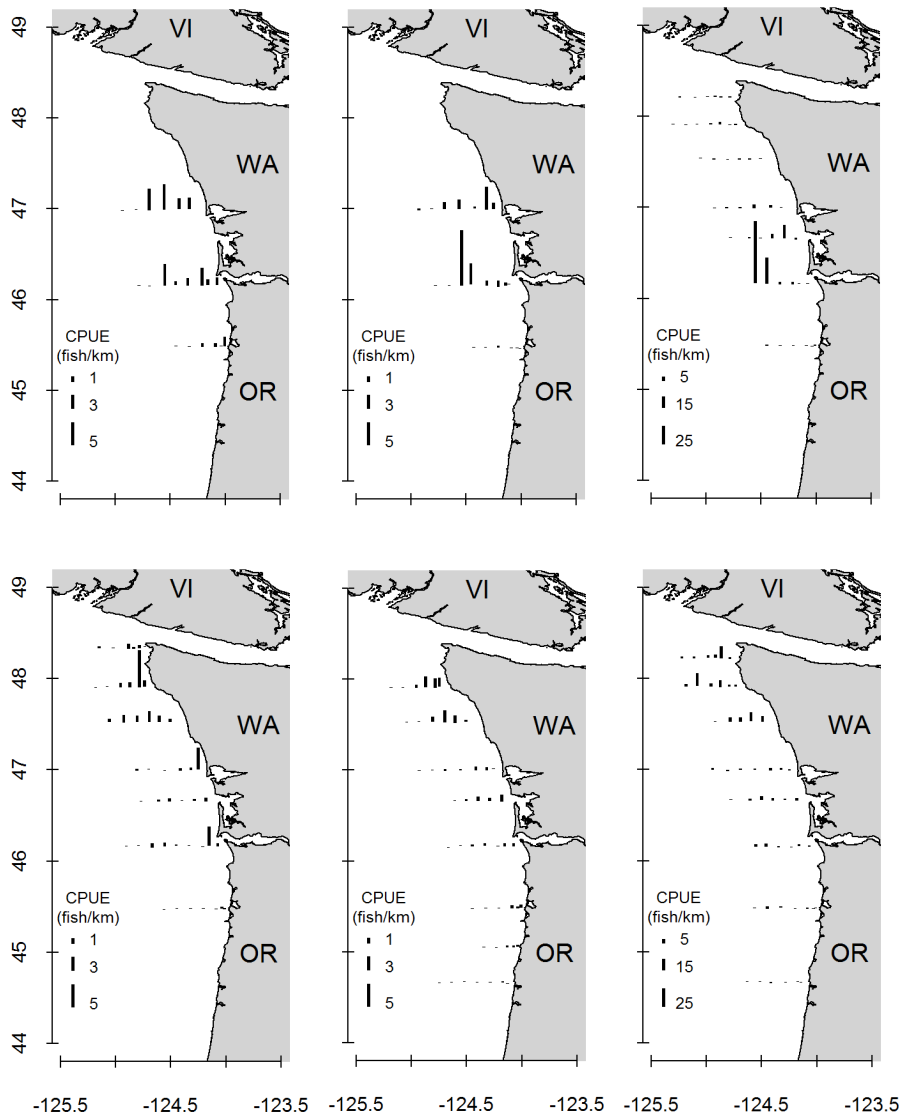 49
VI
VI
VI
48
WA
WA
WA
47
46
CPUE
(fish/km)
1
3
5
CPUE
(fish/km)
1
3
5
CPUE
(fish/km)
5
15
25
45
OR
OR
OR
44
49
VI
VI
VI
48
WA
WA
WA
47
46
CPUE
(fish/km)
1
3
5
CPUE
(fish/km)
1
3
5
CPUE
(fish/km)
5
15
25
45
OR
OR
OR
44
-125.5 -124.5 -123.5 -125.5 -124.5 -123.5 -125.5 -124.5 -123.5